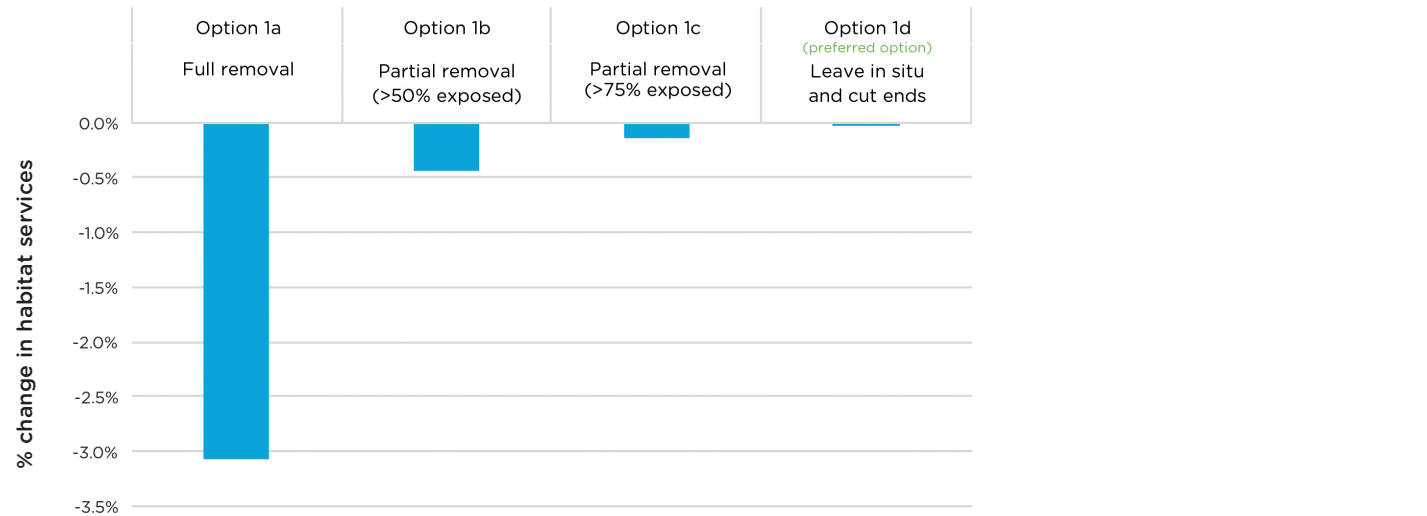 Option 1a
Full removal
Option 1b
Partial removal
(>50% exposed)
Option 1c
Partial removal
(>75% exposed)
Option 1d
(preferred option)
Leave in situ
and cut ends
% change in habitat services
0.0%
-0.5%
-1.0%
-1.5%
-2.0%
-2.5%
-3.0%
-3.5%